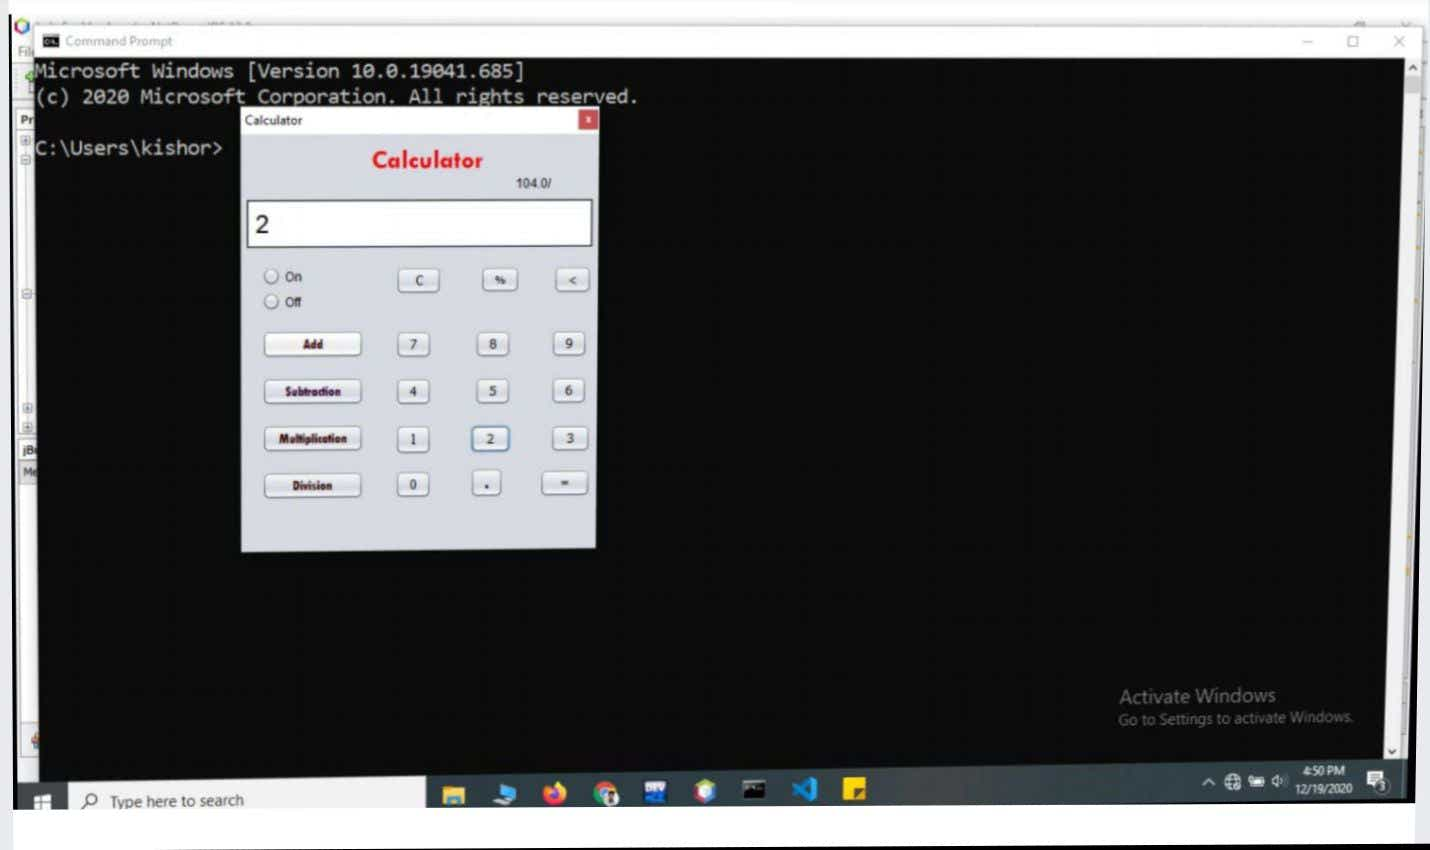 Command Prompt
Microsoft Windows [Version 10.0.19041.685]
(c) 2020 Microsoft Corporation. All rights reserved.
C:\Users\kishor>
Calculator
Calculator
104.0/
2
On
Off
C % <
Add 7 8 9
Subtraction 4 5 6
Multiplication 1 2 3
Division 0 . =
Activate Windows
Go to Settings to activate Windows.
Type here to search
DEV
4:50 PM
12/19/2020
3